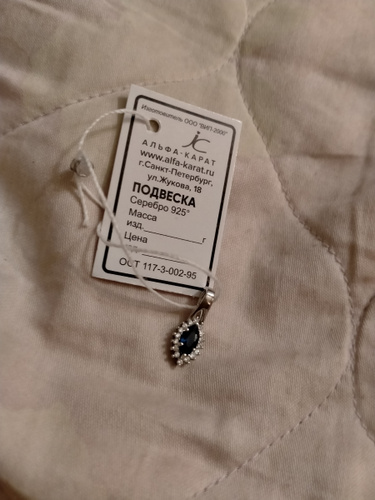 Изготовитель ООО "ВИП-2000"
АЛЬФА-КАРАТ
www.alfa-karat.ru
г.Санкт-Петербург,
ул.Жукова, 18
ПОДВЕСКА
Серебро 925°
Масса
изд. г
Цена
изд.
ОСТ 117-3-002-95